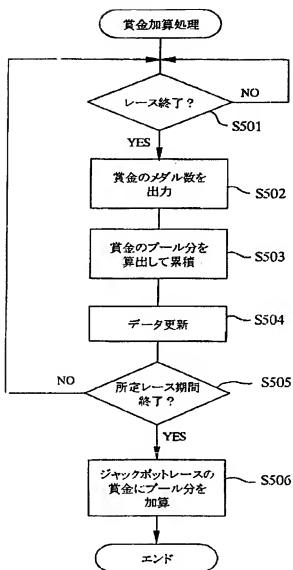 賞金加算処理
レース終了？
NO
S501
YES
賞金のメダル数を
出力
S502
賞金のプール分を
算出して累積
S503
データ更新
S504
NO
所定レース期間
終了？
S505
YES
ジャックポットレースの
賞金にプール分を
加算
S506
エンド